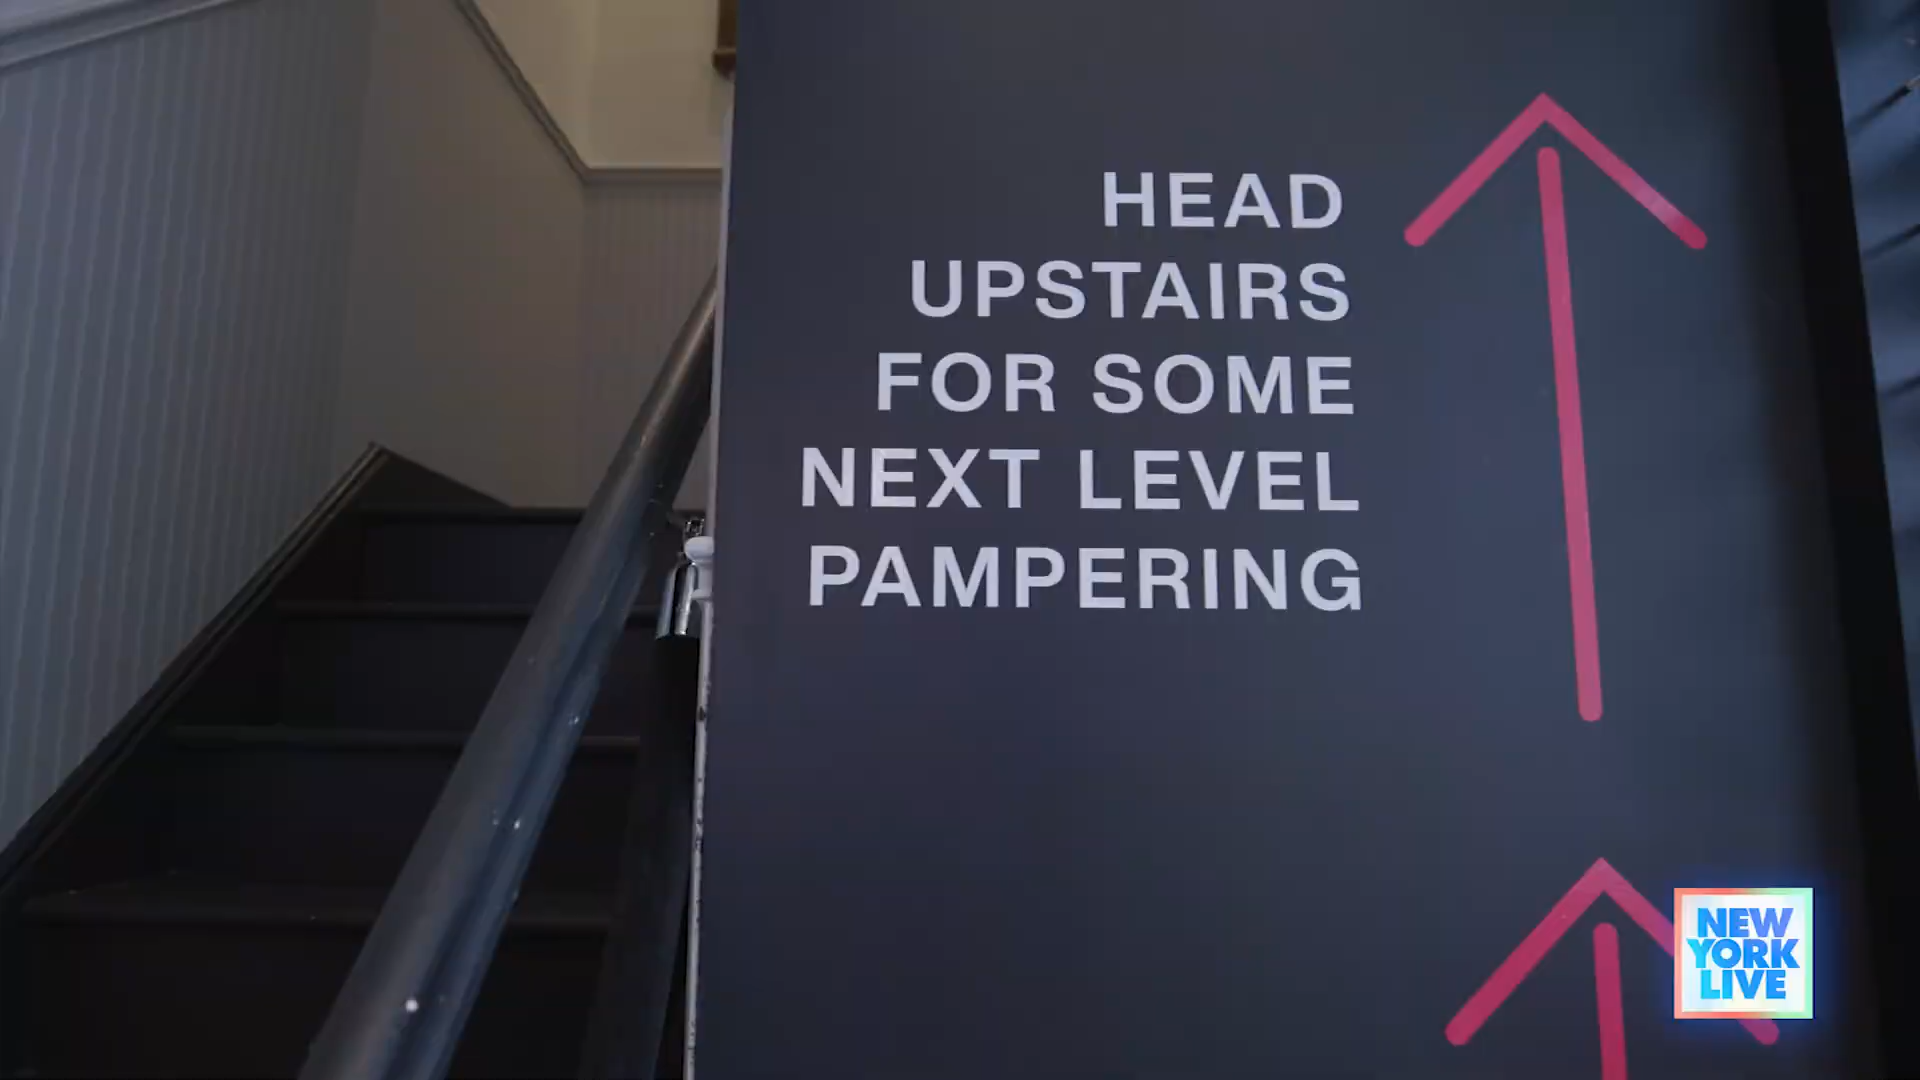 HEAD
UPSTAIRS
FOR SOME
NEXT LEVEL
PAMPERING
NEW
YORK
LIVE